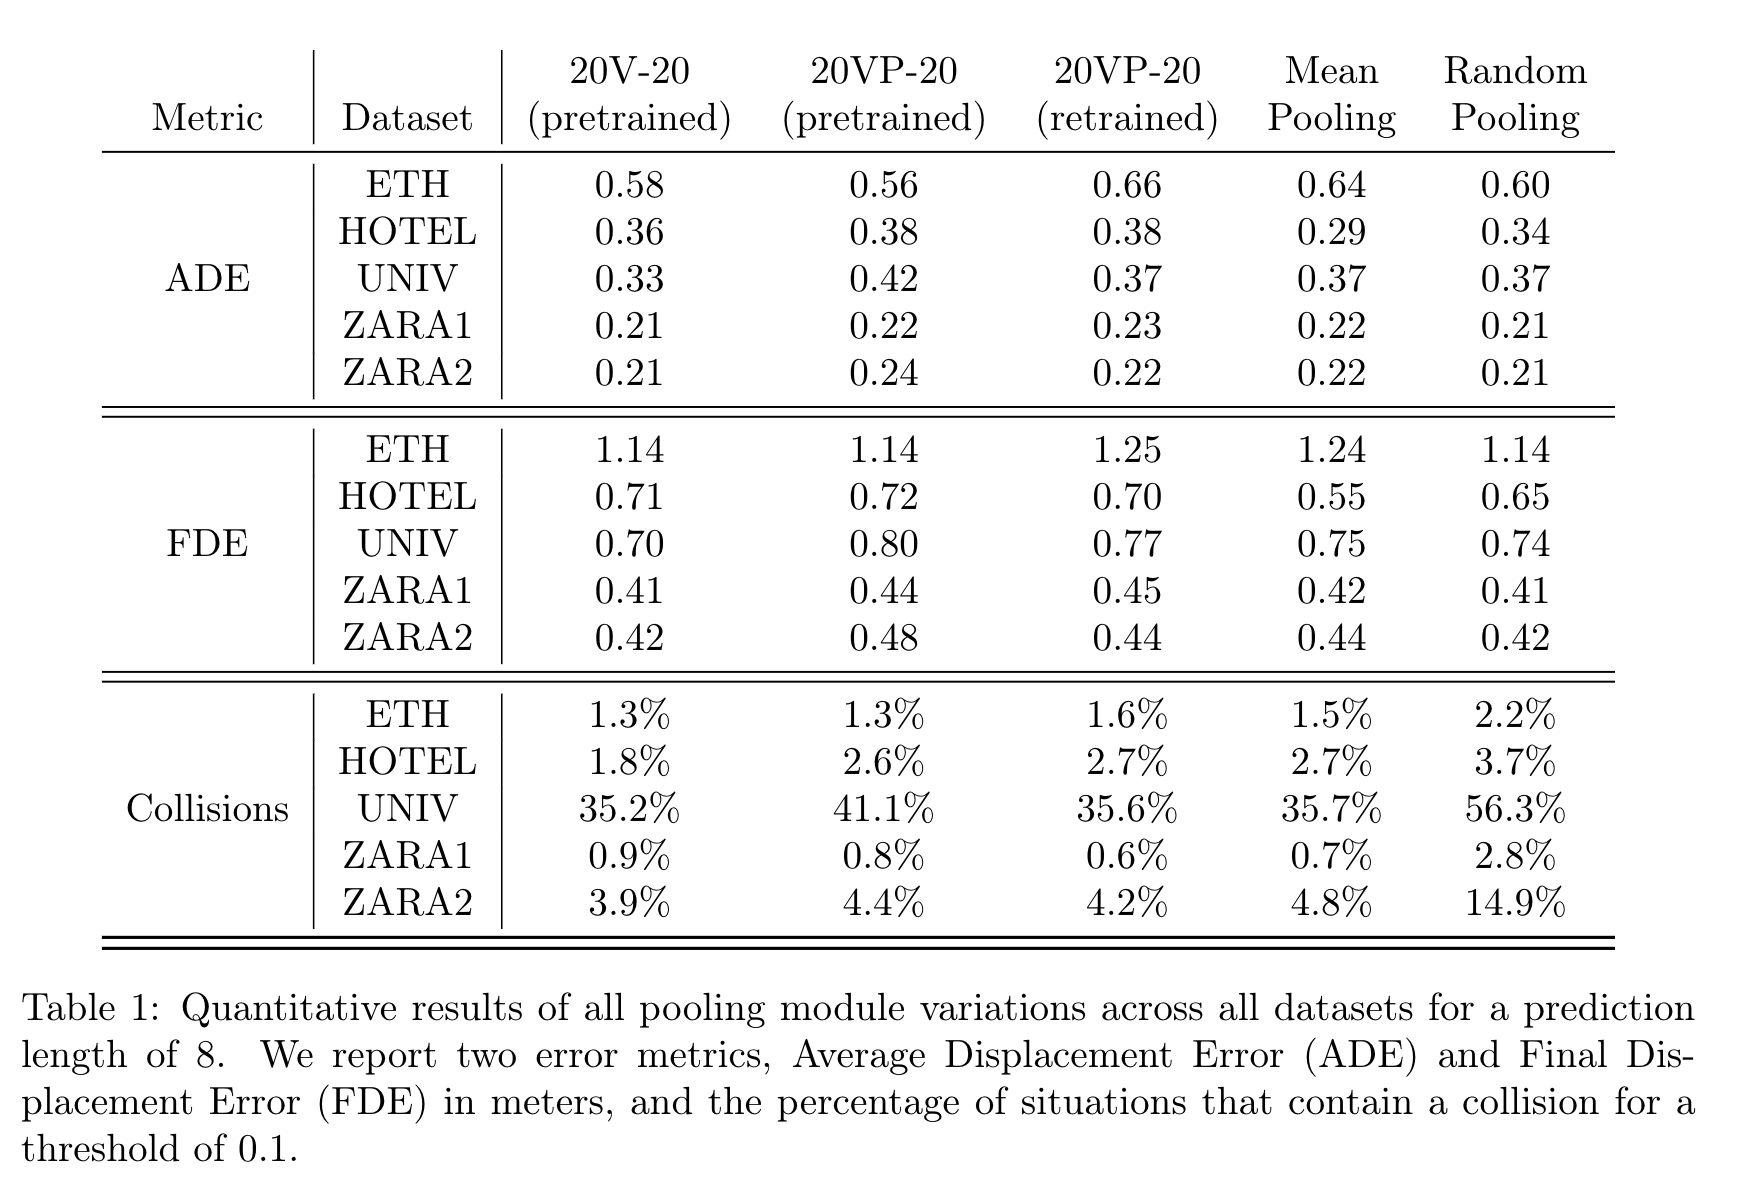 Metric Dataset 20V-20 (pretrained) 20VP-20 (pretrained) 20VP-20 (retrained) Mean Pooling Random Pooling
ADE
ETH 0.58 0.56 0.66 0.64 0.60
HOTEL 0.36 0.38 0.38 0.29 0.34
UNIV 0.33 0.42 0.37 0.37 0.37
ZARA1 0.21 0.22 0.23 0.22 0.21
ZARA2 0.21 0.24 0.22 0.22 0.21
FDE
ETH 1.14 1.14 1.25 1.24 1.14
HOTEL 0.71 0.72 0.70 0.55 0.65
UNIV 0.70 0.80 0.77 0.75 0.74
ZARA1 0.41 0.44 0.45 0.42 0.41
ZARA2 0.42 0.48 0.44 0.44 0.42
Collisions
ETH 1.3% 1.3% 1.6% 1.5% 2.2%
HOTEL 1.8% 2.6% 2.7% 2.7% 3.7%
UNIV 35.2% 41.1% 35.6% 35.7% 56.3%
ZARA1 0.9% 0.8% 0.6% 0.7% 2.8%
ZARA2 3.9% 4.4% 4.2% 4.8% 14.9%
Table 1: Quantitative results of all pooling module variations across all datasets for a prediction
length of 8. We report two error metrics, Average Displacement Error (ADE) and Final Dis-
placement Error (FDE) in meters, and the percentage of situations that contain a collision for a
threshold of 0.1.